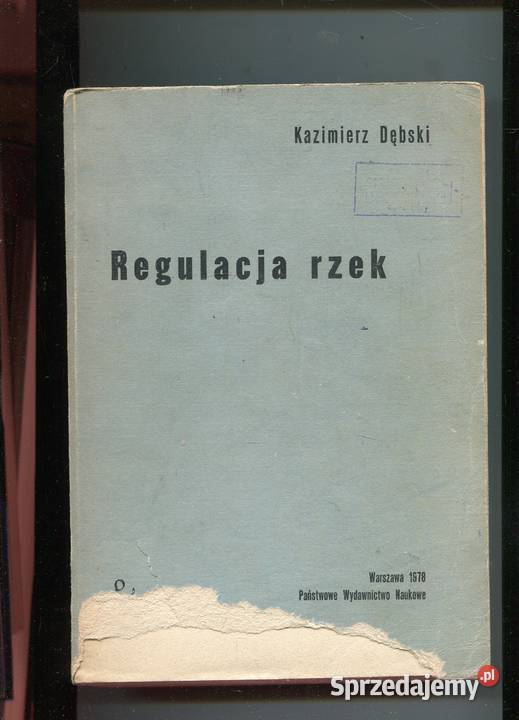 Kazimierz Dębski
Regulacja rzek
Warszawa 1978
Państwowe Wydawnictwo Naukowe
Sprzedajemy.pl